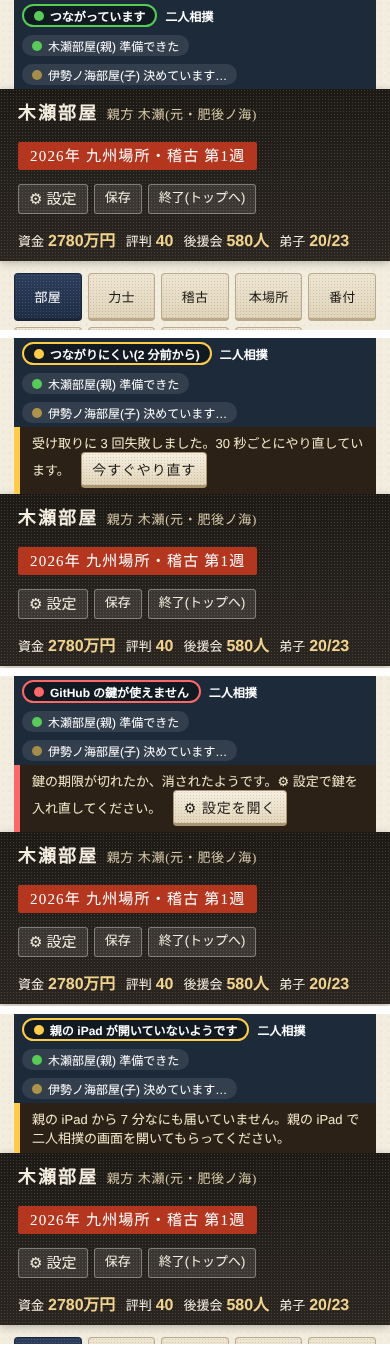 つながっています 二人相撲
木瀬部屋(親) 準備できた
伊勢ノ海部屋(子) 決めています…
木瀬部屋 親方 木瀬(元・肥後ノ海)
2026年 九州場所・稽古 第1週
⚙ 設定 保存 終了(トップへ)
資金 2780万円 評判 40 後援会 580人 弟子 20/23
部屋 力士 稽古 本場所 番付
つながりにくい(2 分前から) 二人相撲
木瀬部屋(親) 準備できた
伊勢ノ海部屋(子) 決めています…
受け取りに 3 回失敗しました。30 秒ごとにやり直してい
ます。 今すぐやり直す
木瀬部屋 親方 木瀬(元・肥後ノ海)
2026年 九州場所・稽古 第1週
⚙ 設定 保存 終了(トップへ)
資金 2780万円 評判 40 後援会 580人 弟子 20/23
GitHub の鍵が使えません 二人相撲
木瀬部屋(親) 準備できた
伊勢ノ海部屋(子) 決めています…
鍵の期限が切れたか、消されたようです。⚙ 設定で鍵を
入れ直してください。 ⚙ 設定を開く
木瀬部屋 親方 木瀬(元・肥後ノ海)
2026年 九州場所・稽古 第1週
⚙ 設定 保存 終了(トップへ)
資金 2780万円 評判 40 後援会 580人 弟子 20/23
親の iPad が開いていないようです 二人相撲
木瀬部屋(親) 準備できた
伊勢ノ海部屋(子) 決めています…
親の iPad から 7 分なにも届いていません。親の iPad で
二人相撲の画面を開いてもらってください。
木瀬部屋 親方 木瀬(元・肥後ノ海)
2026年 九州場所・稽古 第1週
⚙ 設定 保存 終了(トップへ)
資金 2780万円 評判 40 後援会 580人 弟子 20/23